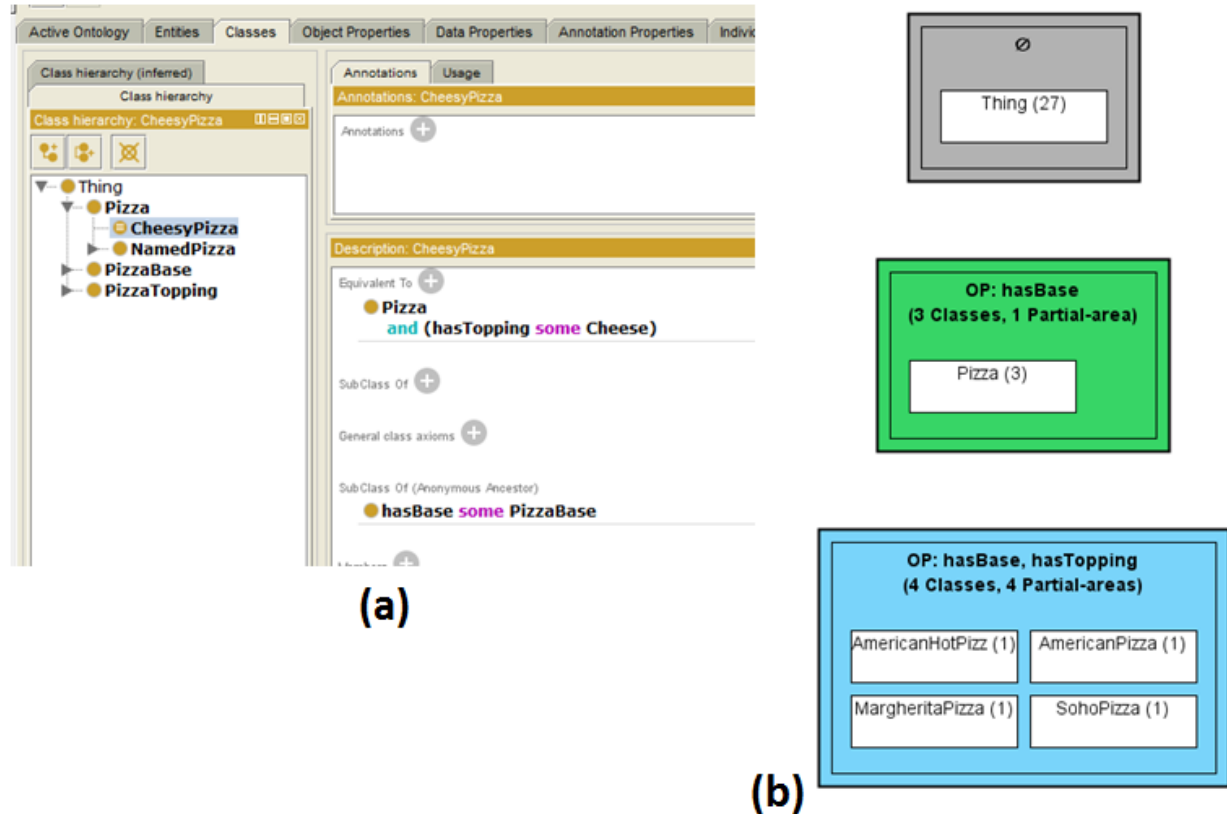 Active Ontology Entities Classes Object Properties Data Properties Annotation Properties
Class hierarchy (inferred)
Class hierarchy
Class hierarchy: CheesyPizza
Thing
Pizza
CheesyPizza
NamedPizza
PizzaBase
PizzaTopping
Annotations Usage
Annotations: CheesyPizza
Annotations
Description: CheesyPizza
Equivalent To
Pizza
and (hasTopping some Cheese)
SubClass Of
General class axioms
SubClass Of (Anonymous Ancestor)
hasBase some PizzaBase
(a)
∅
Thing (27)
OP: hasBase
(3 Classes, 1 Partial-area)
Pizza (3)
OP: hasBase, hasTopping
(4 Classes, 4 Partial-areas)
AmericanHotPizz (1) AmericanPizza (1)
MargheritaPizza (1) SohoPizza (1)
(b)